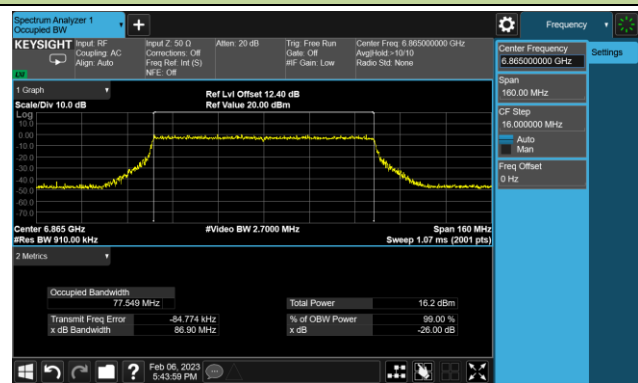 Spectrum Analyzer 1
Occupied BW
Frequency
KEYSIGHT
Input: RF
Coupling: AC
Align: Auto
Input Z: 50 Ω
Corrections: Off
Freq Ref: Int (S)
NFE: Off
Atten: 20 dB
Trig: Free Run
Gate: Off
#IF Gain: Low
Center Freq: 6.865000000 GHz
Avg|Hold:>10/10
Radio Std: None
Center Frequency
6.865000000 GHz
Settings
Span
160.00 MHz
CF Step
16.000000 MHz
Auto
Man
Freq Offset
0 Hz
1 Graph
Scale/Div 10.0 dB
Ref Lvl Offset 12.40 dB
Ref Value 20.00 dBm
Log
10.0
0.00
-10.0
-20.0
-30.0
-40.0
-50.0
-60.0
-70.0
Center 6.865 GHz
#Video BW 2.7000 MHz
Span 160 MHz
#Res BW 910.00 kHz
Sweep 1.07 ms (2001 pts)
2 Metrics
Occupied Bandwidth
77.549 MHz
Total Power
16.2 dBm
Transmit Freq Error
-84.774 kHz
% of OBW Power
99.00 %
x dB Bandwidth
86.90 MHz
x dB
-26.00 dB
Feb 06, 2023
5:43:59 PM